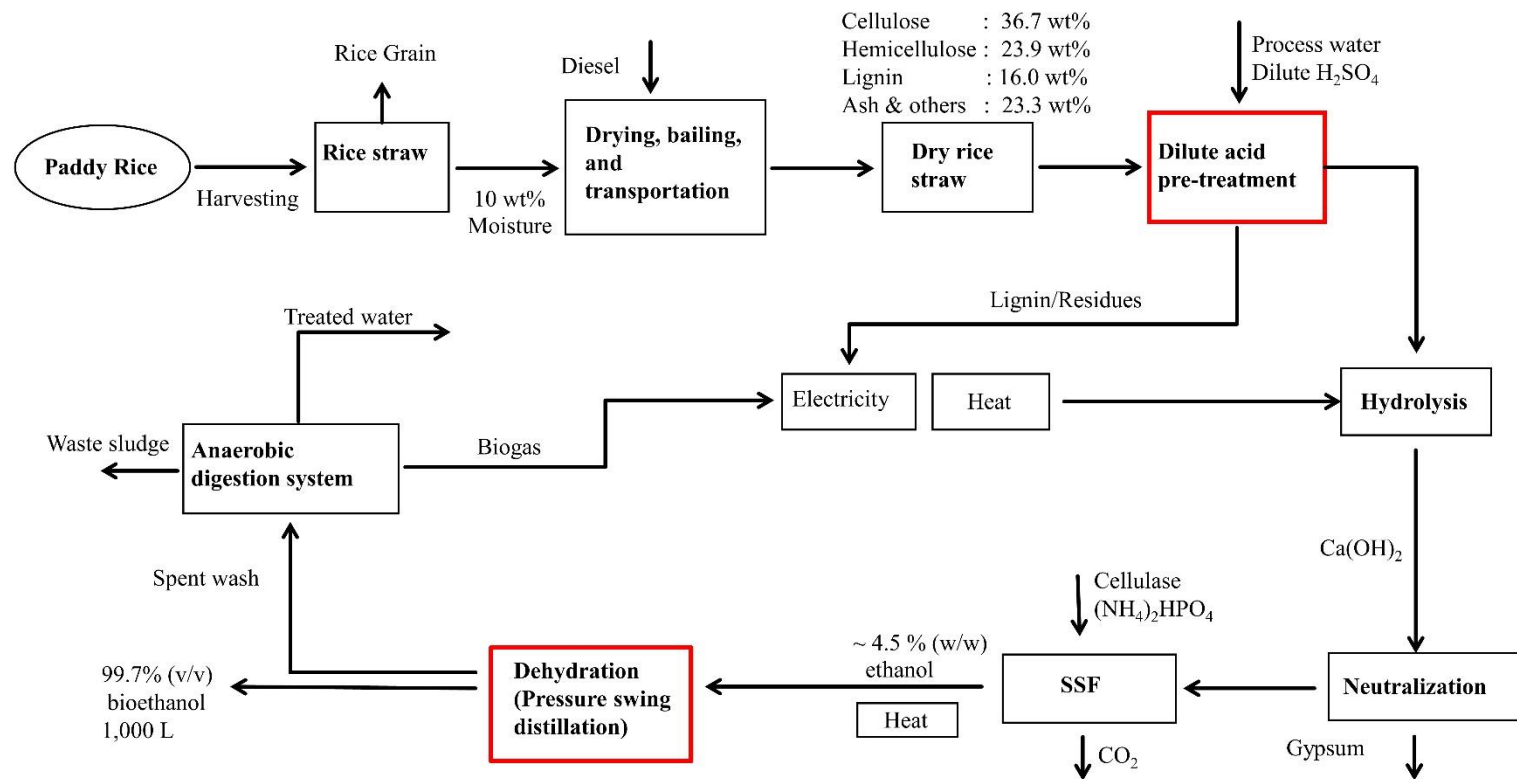 Cellulose : 36.7 wt%
Hemicellulose : 23.9 wt%
Lignin : 16.0 wt%
Ash & others : 23.3 wt%
Process water
Dilute H₂SO₄
Rice Grain
Diesel
Paddy Rice
Harvesting
Rice straw
10 wt%
Moisture
Drying, bailing,
and
transportation
Dry rice
straw
Dilute acid
pre-treatment
Lignin/Residues
Treated water
Electricity
Heat
Hydrolysis
Waste sludge
Anaerobic
digestion system
Biogas
Ca(OH)₂
Spent wash
Cellulase
(NH₄)₂HPO₄
~ 4.5 % (w/w)
ethanol
Heat
99.7% (v/v)
bioethanol
1,000 L
Dehydration
(Pressure swing
distillation)
SSF
Neutralization
CO₂
Gypsum